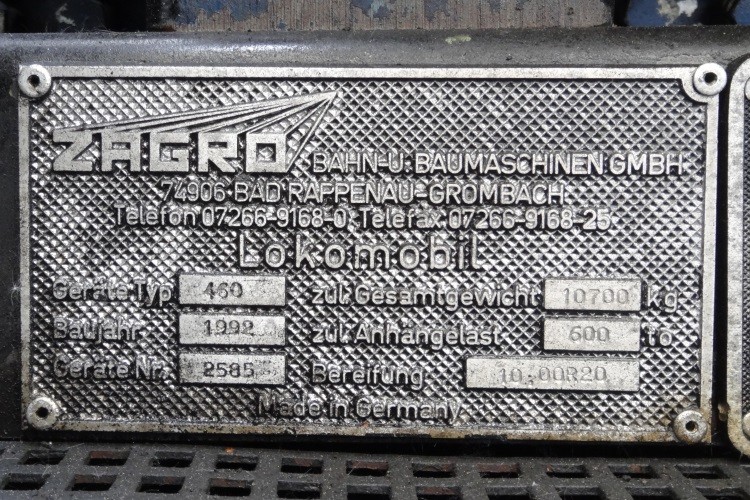 ZAGRO BAHN-U. BAUMASCHINEN GMBH
74906 BAD RAPPENAU-GROMBACH
Telefon 07266-9168-0, Telefax 07266-9168-25
Lokomobil
Geräte Typ 460 zul. Gesamtgewicht 10700 kg
Baujahr 1992 zul. Anhängelast 600 to
Geräte Nr. 2585 Bereifung 10.00R20
Made in Germany